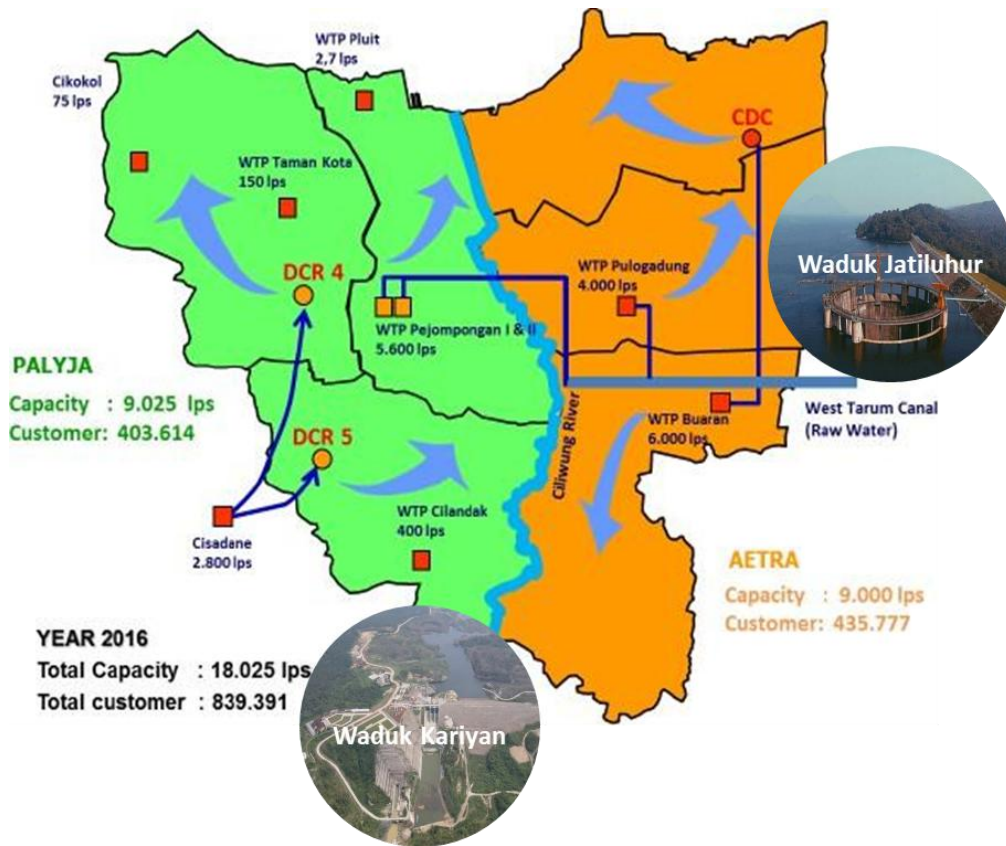 WTP Pluit
2,7 lps
Cikokol
75 lps
CDC
WTP Taman Kota
150 lps
Waduk Jatiluhur
DCR 4
WTP Pulogadung
4.000 lps
WTP Pejompongan I & II
5.600 lps
PALYJA
Capacity : 9.025 lps
Customer: 403.614
Ciliwung River
West Tarum Canal
(Raw Water)
WTP Buaran
6.000 lps
DCR 5
WTP Cilandak
400 lps
Cisadane
2.800 lps
AETRA
Capacity : 9.000 lps
Customer: 435.777
YEAR 2016
Total Capacity : 18.025 lps
Total customer : 839.391
Waduk Kariyan